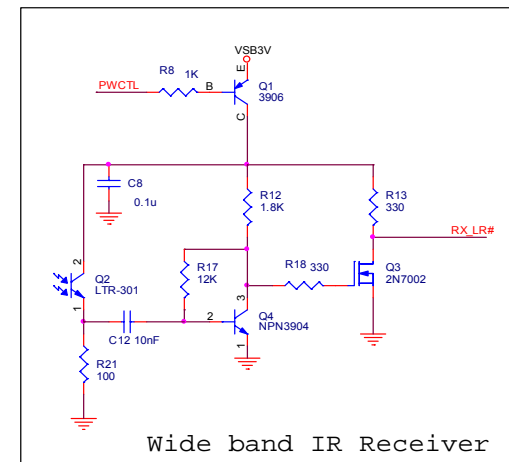 VSB3V
R8 1K
PWCTL
E
B
Q1
3906
C
C8
0.1u
R12
1.8K
R13
330
RX_LR#
2
Q2
LTR-301
1
R17
12K
R18 330
Q3
2N7002
3
2
Q4
NPN3904
C12 10nF
1
R21
100
Wide band IR Receiver